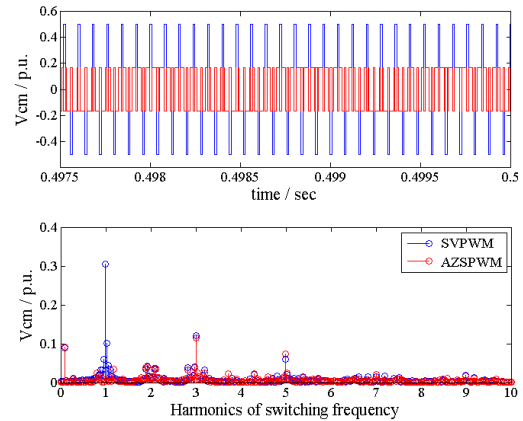 0.6
0.4
0.2
0
-0.2
-0.4
Vcm / p.u.
0.4975 0.498 0.4985 0.499 0.4995 0.5
time / sec
0.4
0.3
0.2
0.1
0
Vcm / p.u.
SVPWM
AZSPWM
0 1 2 3 4 5 6 7 8 9 10
Harmonics of switching frequency